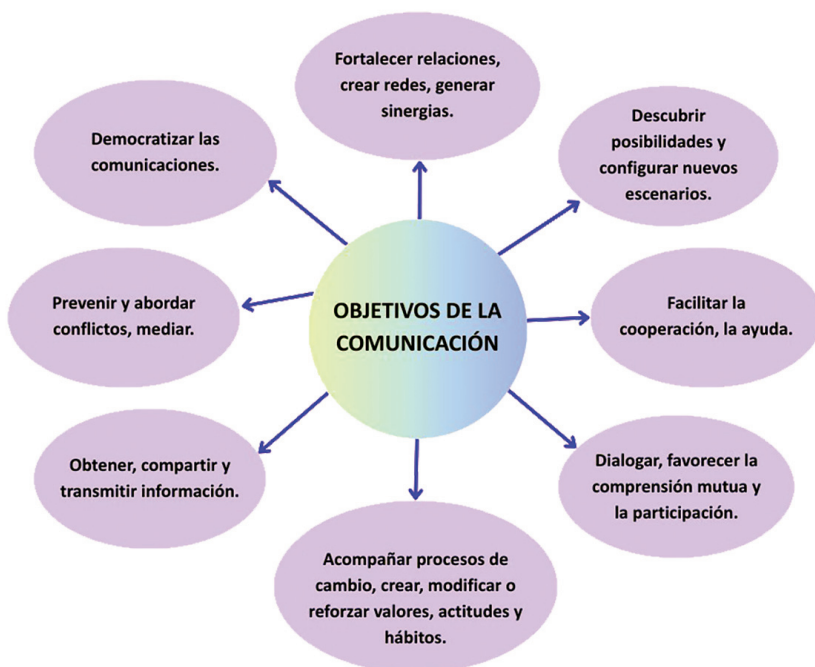 Fortalecer relaciones,
crear redes, generar
sinergias.
Descubrir
posibilidades y
configurar nuevos
escenarios.
Democratizar las
comunicaciones.
Prevenir y abordar
conflictos, mediar.
OBJETIVOS DE LA
COMUNICACIÓN
Facilitar la
cooperación, la ayuda.
Obtener, compartir y
transmitir información.
Dialogar, favorecer la
comprensión mutua y
la participación.
Acompañar procesos de
cambio, crear, modificar o
reforzar valores, actitudes y
hábitos.